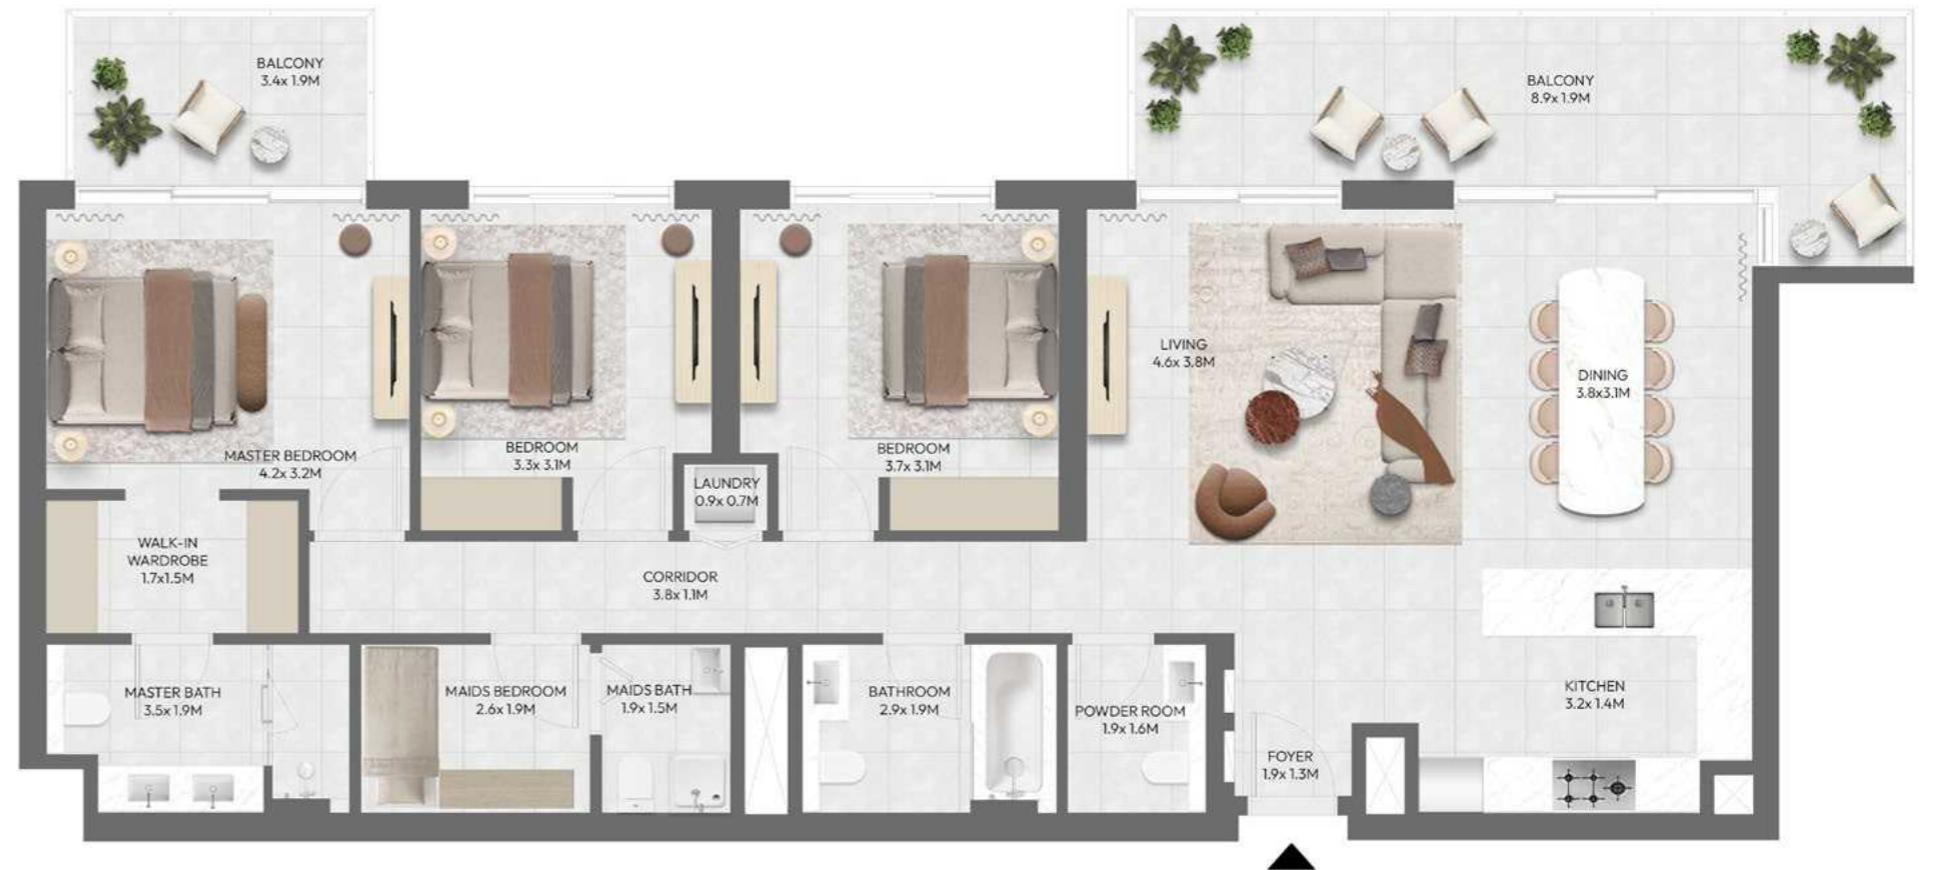 BALCONY
3.4x 1.9M
BALCONY
8.9x 1.9M
LIVING
4.6x 3.8M
DINING
3.8x3.1M
MASTER BEDROOM
4.2x 3.2M
BEDROOM
3.3x 3.1M
BEDROOM
3.7x 3.1M
LAUNDRY
0.9x 0.7M
WALK-IN
WARDROBE
1.7x1.5M
CORRIDOR
3.8x 1.1M
MASTER BATH
3.5x 1.9M
MAIDS BEDROOM
2.6x 1.9M
MAIDS BATH
1.9x 1.5M
BATHROOM
2.9x 1.9M
POWDER ROOM
1.9x 1.6M
KITCHEN
3.2x 1.4M
FOYER
1.9x 1.3M